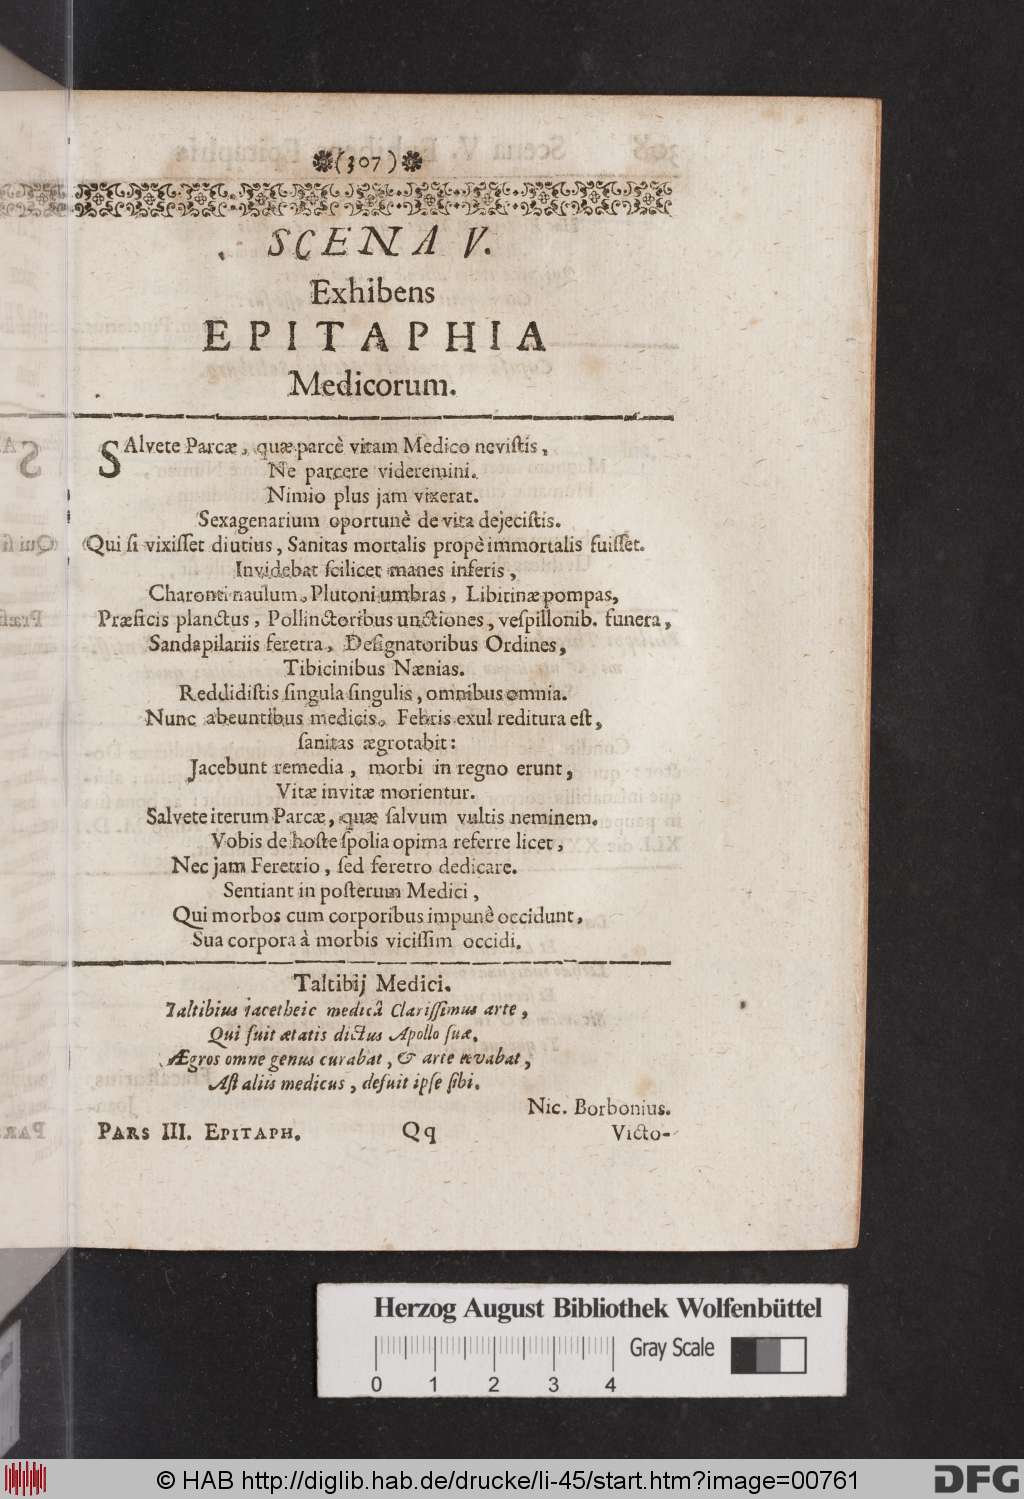 (307)
SCENA V.
Exhibens
EPITAPHIA
Medicorum.
SAlvete Parcæ, quæ parcè vitam Medico neviſtis,
Ne parcere videremini.
Nimio plus jam vixerat.
Sexagenarium oportunè de vita dejeciſtis.
Qui ſi vixiſſet diutius, Sanitas mortalis propè immortalis fuiſſet.
Invidebat ſcilicet manes inferis,
Charonti naulum, Plutoni umbras, Libitinæ pompas,
Præficis planctus, Pollinctoribus unctiones, veſpillonib. funera,
Sandapilariis feretra, Deſignatoribus Ordines,
Tibicinibus Nænias.
Reddidiſtis ſingula ſingulis, omnibus omnia.
Nunc abeuntibus medicis, Febris exul reditura eſt,
ſanitas ægrotabit:
Jacebunt remedia, morbi in regno erunt,
Vitæ invitæ morientur.
Salvete iterum Parcæ, quæ ſalvum vultis neminem.
Vobis de hoſte ſpolia opima referre licet,
Nec jam Feretrio, ſed feretro dedicare.
Sentiant in poſterum Medici,
Qui morbos cum corporibus impunè occidunt,
Sua corpora à morbis viciſſim occidi.
Taltibij Medici.
Taltibius jacet heic medicâ Clariſſimus arte,
Qui fuit ætatis dictus Apollo ſuæ.
Ægros omne genus curabat, & arte levabat,
Aſt aliis medicus, defuit ipſe ſibi.
Nic. Borbonius.
PARS III. EPITAPH. Qq Victo-
Herzog August Bibliothek Wolfenbüttel
Gray Scale
0 1 2 3 4
© HAB http://diglib.hab.de/drucke/li-45/start.htm?image=00761
DFG